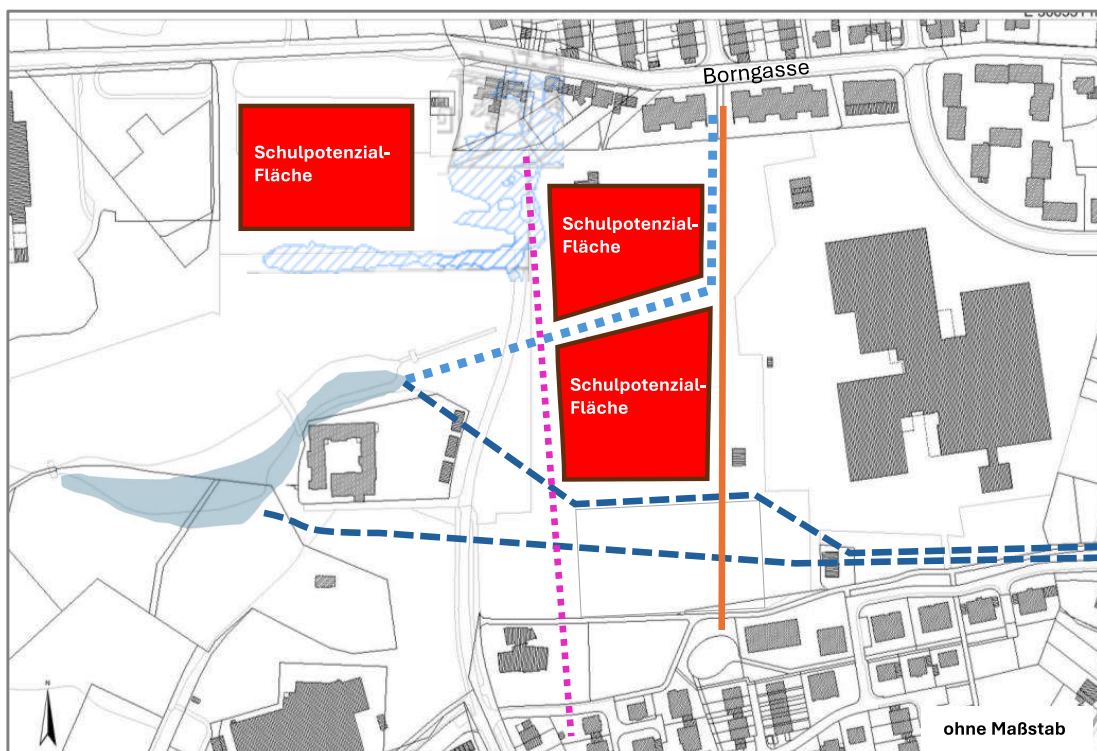 Borngasse
Schulpotenzial-
Fläche
Schulpotenzial-
Fläche
Schulpotenzial-
Fläche
N
ohne Maßstab